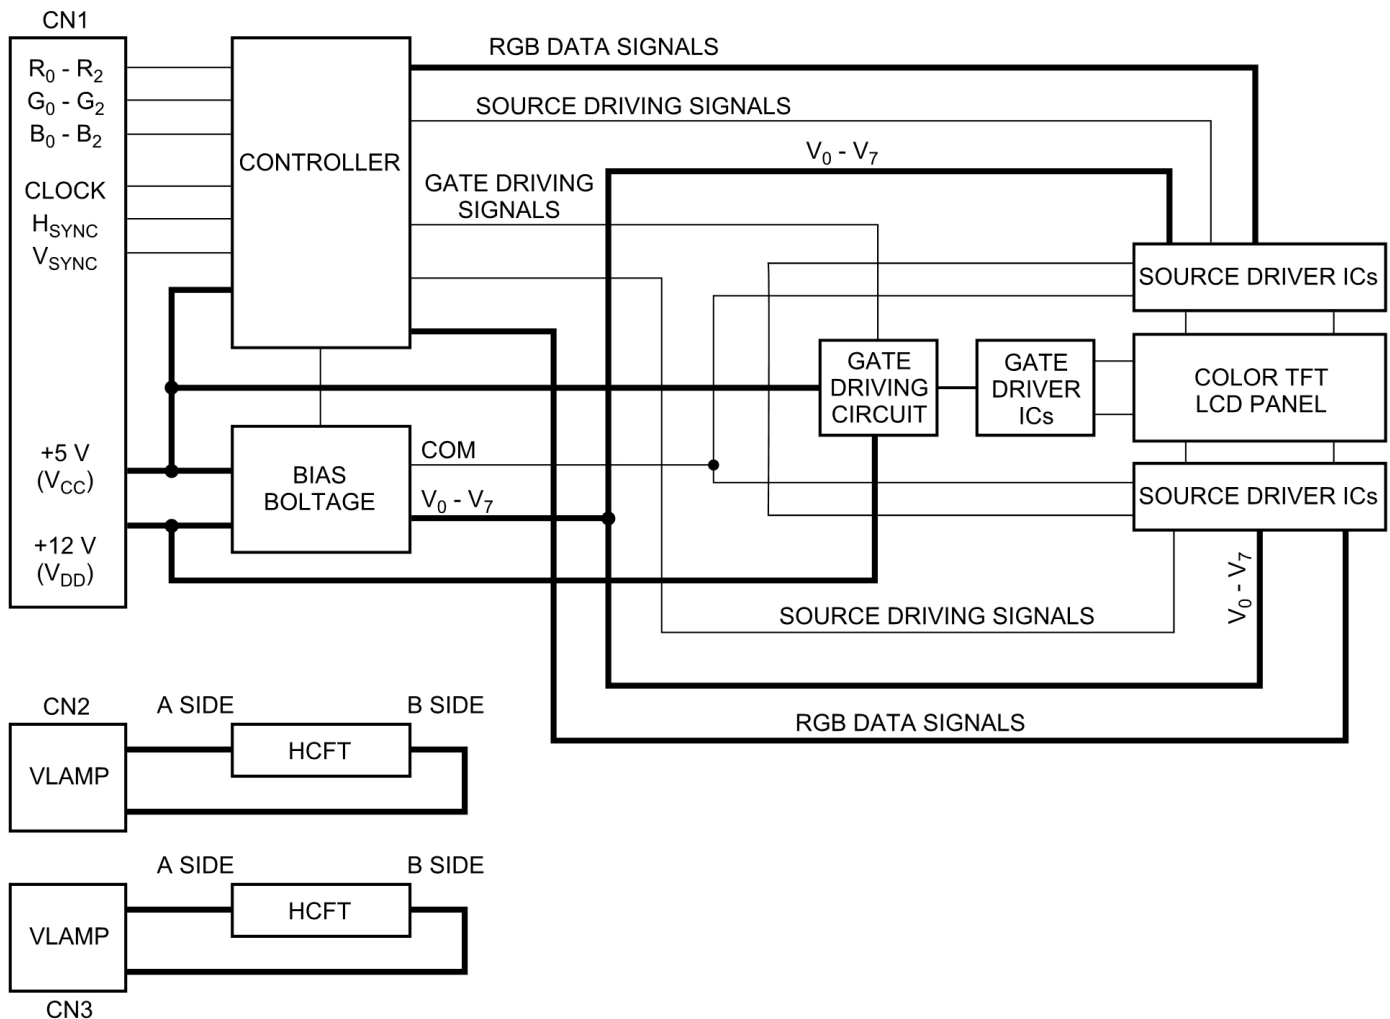 CN1
R0 - R2
G0 - G2
B0 - B2
CLOCK
HSYNC
VSYNC
+5 V
(VCC)
+12 V
(VDD)
CONTROLLER
BIAS
BOLTAGE
RGB DATA SIGNALS
SOURCE DRIVING SIGNALS
V0 - V7
GATE DRIVING
SIGNALS
COM
V0 - V7
GATE
DRIVING
CIRCUIT
GATE
DRIVER
ICs
SOURCE DRIVER ICs
COLOR TFT
LCD PANEL
SOURCE DRIVER ICs
V0 - V7
SOURCE DRIVING SIGNALS
RGB DATA SIGNALS
CN2
VLAMP
A SIDE
HCFT
B SIDE
A SIDE
HCFT
B SIDE
VLAMP
CN3